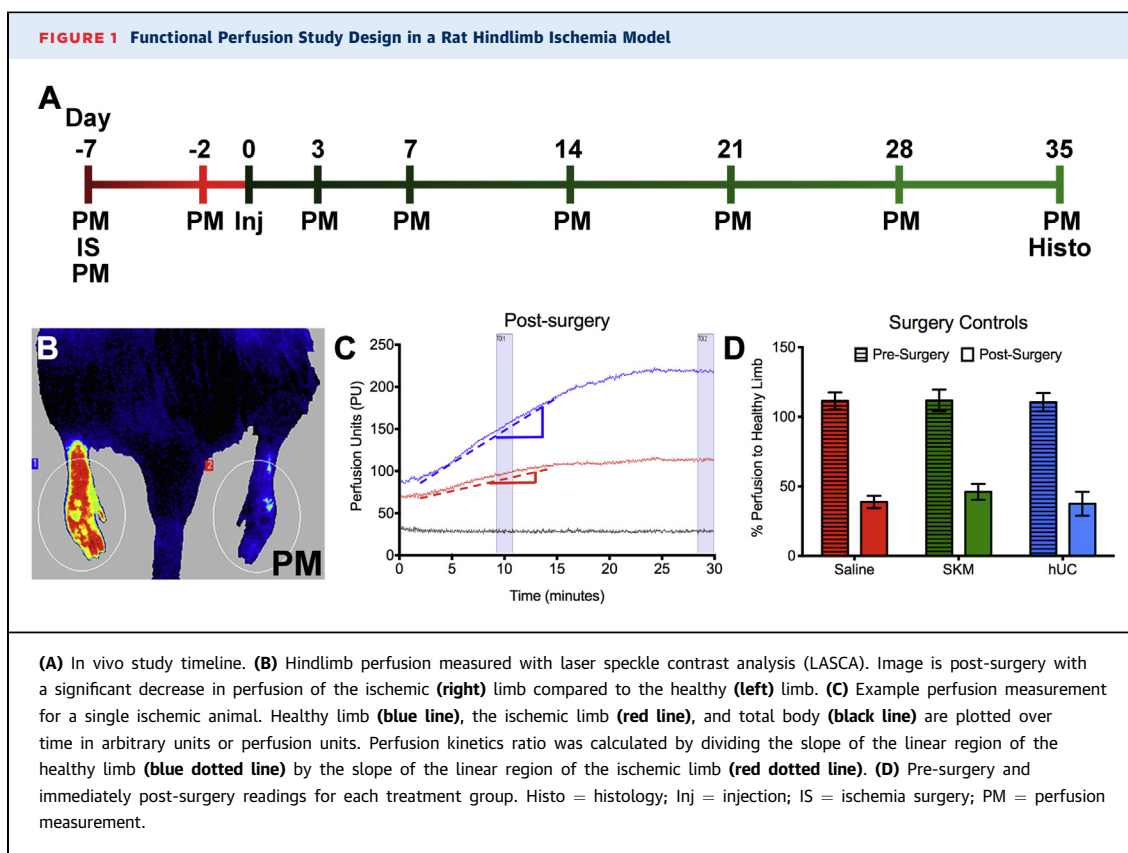 FIGURE 1 Functional Perfusion Study Design in a Rat Hindlimb Ischemia Model
A
Day
-7 -2 0 3 7 14 21 28 35
PM PM Inj PM PM PM PM PM PM
IS Histo
PM
B
1
2
PM
C
Post-surgery
Perfusion Units (PU)
250
200
150
100
50
0
0 5 10 15 20 25 30
Time (minutes)
TOI1
TOI2
D
Surgery Controls
Pre-Surgery Post-Surgery
% Perfusion to Healthy Limb
150
100
50
0
Saline SKM hUC
(A) In vivo study timeline. (B) Hindlimb perfusion measured with laser speckle contrast analysis (LASCA). Image is post-surgery with
a significant decrease in perfusion of the ischemic (right) limb compared to the healthy (left) limb. (C) Example perfusion measurement
for a single ischemic animal. Healthy limb (blue line), the ischemic limb (red line), and total body (black line) are plotted over
time in arbitrary units or perfusion units. Perfusion kinetics ratio was calculated by dividing the slope of the linear region of the
healthy limb (blue dotted line) by the slope of the linear region of the ischemic limb (red dotted line). (D) Pre-surgery and
immediately post-surgery readings for each treatment group. Histo = histology; Inj = injection; IS = ischemia surgery; PM = perfusion
measurement.